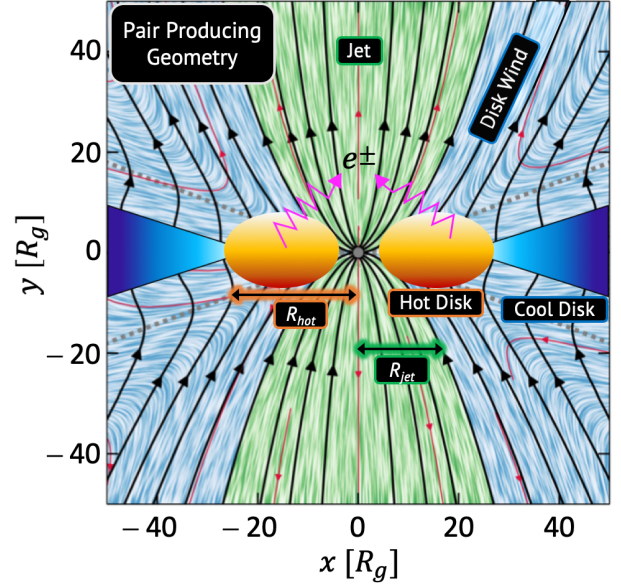 Pair Producing
Geometry
Jet
Disk Wind
e±
R_hot
Hot Disk
Cool Disk
R_jet
40
20
0
−20
−40
y [R_g]
−40
−20
0
20
40
x [R_g]